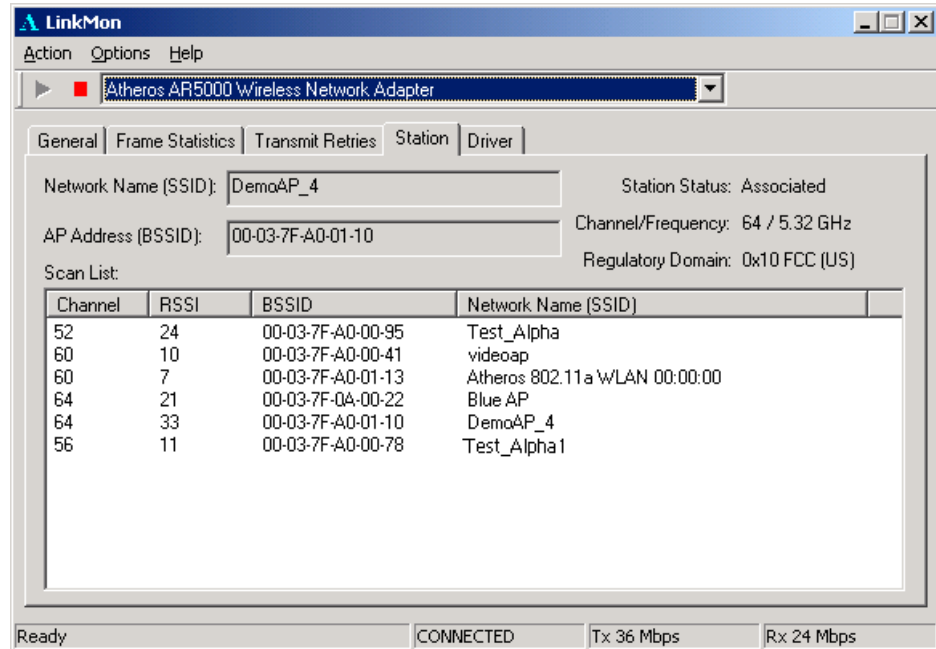 LinkMon
Action Options Help
Atheros AR5000 Wireless Network Adapter
General Frame Statistics Transmit Retries Station Driver
Network Name (SSID): DemoAP_4 Station Status: Associated
AP Address (BSSID): 00-03-7F-A0-01-10 Channel/Frequency: 64 / 5.32 GHz
Regulatory Domain: 0x10 FCC (US)
Scan List:
Channel RSSI BSSID Network Name (SSID)
52 24 00-03-7F-A0-00-95 Test_Alpha
60 10 00-03-7F-A0-00-41 videoap
60 7 00-03-7F-A0-01-13 Atheros 802.11a WLAN 00:00:00
64 21 00-03-7F-0A-00-22 Blue AP
64 33 00-03-7F-A0-01-10 DemoAP_4
56 11 00-03-7F-A0-00-78 Test_Alpha1
Ready CONNECTED Tx 36 Mbps Rx 24 Mbps